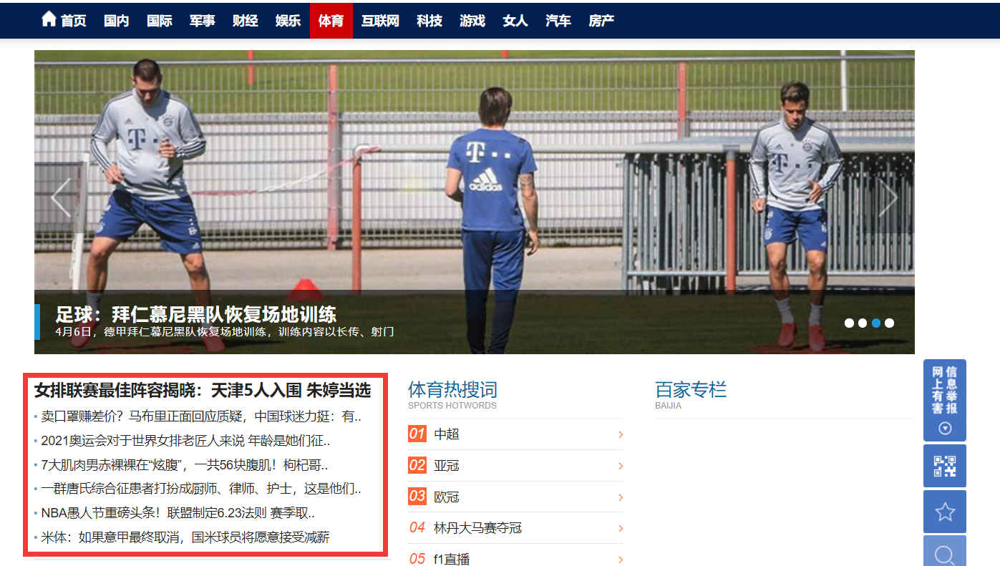 首页 国内 国际 军事 财经 娱乐 体育 互联网 科技 游戏 女人 汽车 房产
T
T
T
adidas
足球：拜仁慕尼黑队恢复场地训练
4月6日，德甲拜仁慕尼黑队恢复场地训练，训练内容以长传、射门
女排联赛最佳阵容揭晓：天津5人入围 朱婷当选
卖口罩赚差价？马布里正面回应质疑，中国球迷力挺：有..
2021奥运会对于世界女排老匠人来说 年龄是她们征..
7大肌肉男赤裸裸在“炫腹”，一共56块腹肌！枸杞哥..
一群唐氏综合征患者打扮成厨师、律师、护士，这是他们..
NBA愚人节重磅头条！联盟制定6.23法则 赛季取..
米体：如果意甲最终取消，国米球员将愿意接受减薪
体育热搜词
SPORTS HOTWORDS
01 中超
02 亚冠
03 欧冠
04 林丹大马赛夺冠
05 f1直播
百家专栏
BAIJIA
网上有害
信息举报